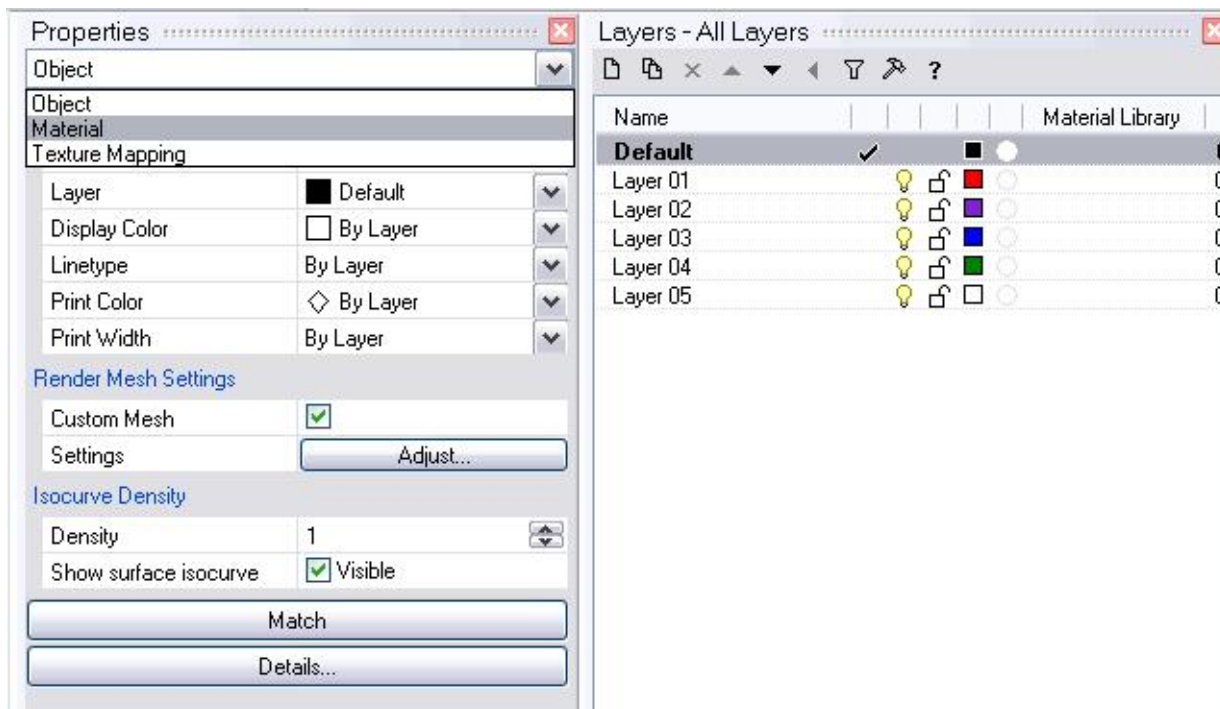 Properties
Object
Object
Material
Texture Mapping
Layer Default
Display Color By Layer
Linetype By Layer
Print Color By Layer
Print Width By Layer
Render Mesh Settings
Custom Mesh
Settings Adjust...
Isocurve Density
Density 1
Show surface isocurve Visible
Match
Details...
Layers - All Layers
?
Name Material Library
Default
Layer 01
Layer 02
Layer 03
Layer 04
Layer 05